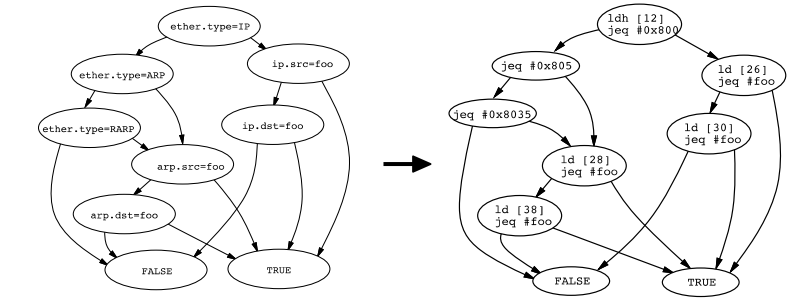 ether.type=IP
ip.src=foo
ether.type=ARP
ether.type=RARP
ip.dst=foo
arp.src=foo
arp.dst=foo
FALSE
TRUE
ldh [12]
jeq #0x800
jeq #0x805
ld [26]
jeq #foo
jeq #0x8035
ld [30]
jeq #foo
ld [28]
jeq #foo
ld [38]
jeq #foo
FALSE
TRUE